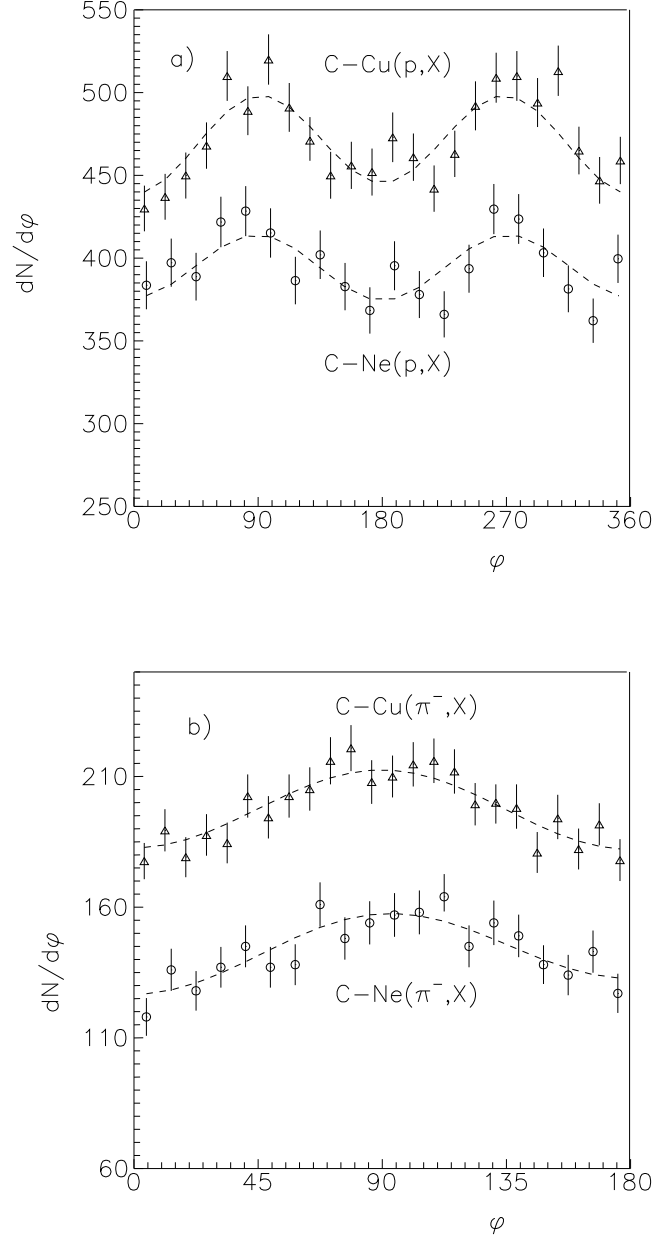 550
a)
C-Cu(p,X)
500
450
400
dN/dφ
350
C-Ne(p,X)
300
250
0 90 180 270 360
φ
C-Cu(π⁻,X)
b)
210
160
dN/dφ
C-Ne(π⁻,X)
110
60
0 45 90 135 180
φ